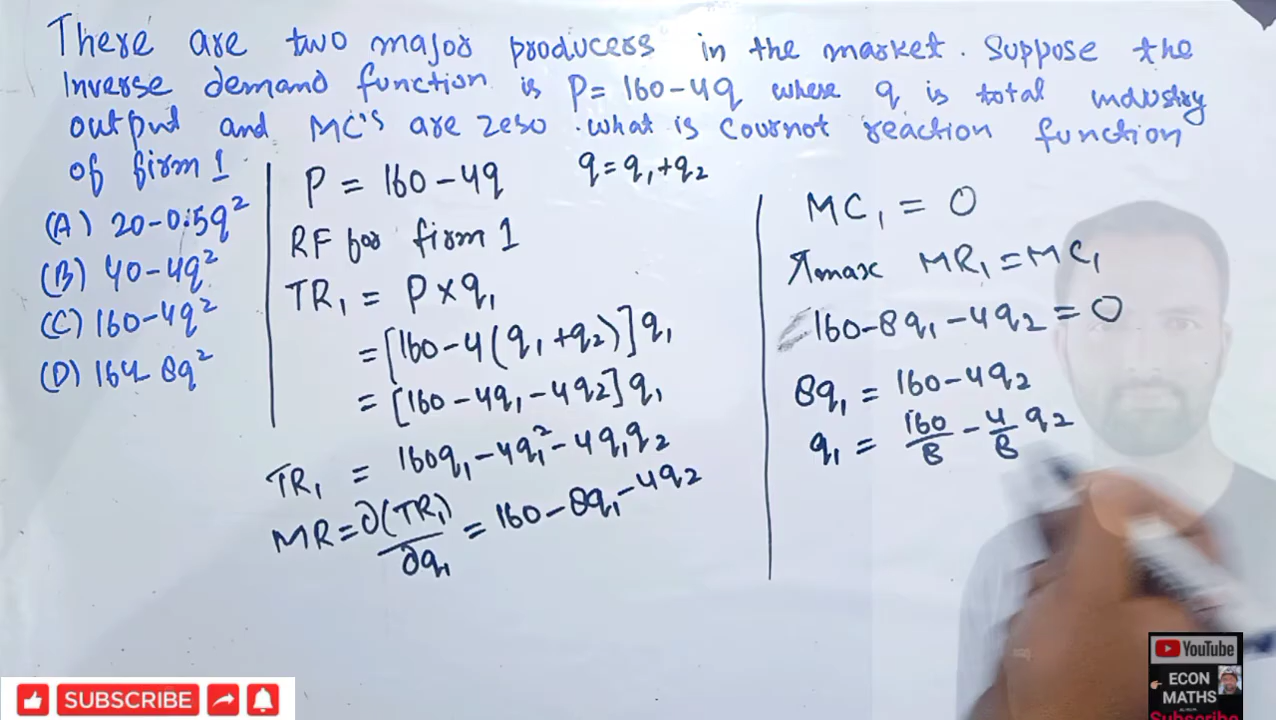 There are two major producers in the market. Suppose the
Inverse demand function is P = 160-4q where q is total industry
output and MC's are zero. what is cournot reaction function
of firm 1.
(A) 20-0.5q²
(B) 40-4q²
(C) 160-4q²
(D) 164-8q²
P = 160-4q q=q₁+q₂
RF for firm 1
TR₁ = P×q₁
=[160-4(q₁+q₂)]q₁
= [160-4q₁-4q₂]q₁
TR₁ = 160q₁-4q₁²-4q₁q₂
MR=∂(TR₁)/∂q₁ = 160-8q₁-4q₂
MC₁ = 0
πmax MR₁=MC₁
160-8q₁-4q₂=0
8q₁=160-4q₂
q₁ = 160/8 - 4/8 q₂
SUBSCRIBE
YouTube
ECON
MATHS
Subscribe